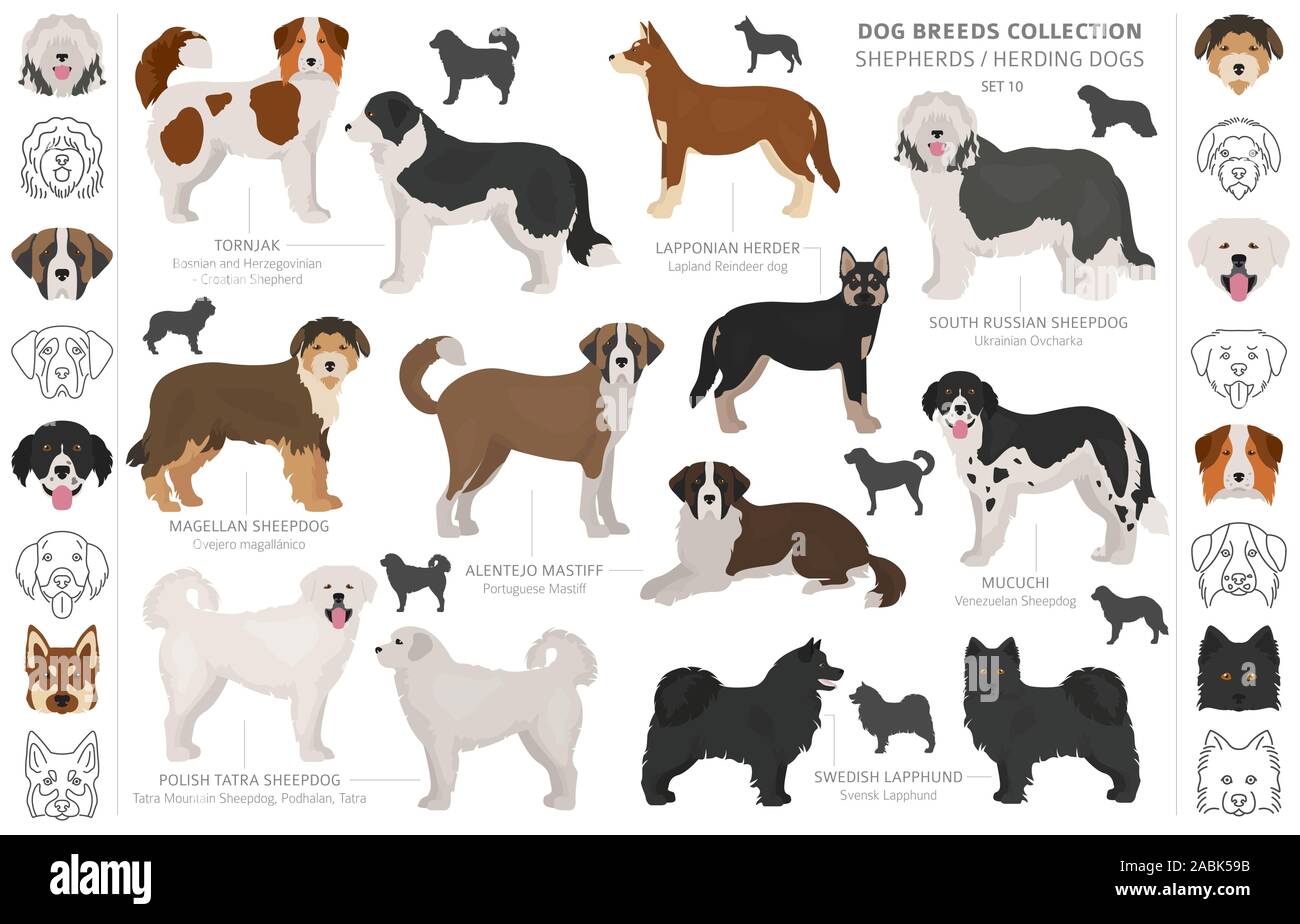 DOG BREEDS COLLECTION
SHEPHERDS / HERDING DOGS
SET 10
TORNJAK
Bosnian and Herzegovinian
- Croatian Shepherd
LAPPONIAN HERDER
Lapland Reindeer dog
SOUTH RUSSIAN SHEEPDOG
Ukrainian Ovcharka
MAGELLAN SHEEPDOG
Ovejero magallánico
ALENTEJO MASTIFF
Portuguese Mastiff
MUCUCHI
Venezuelan Sheepdog
POLISH TATRA SHEEPDOG
Tatra Mountain Sheepdog, Podhalan, Tatra
SWEDISH LAPPHUND
Svensk Lapphund
alamy
Image ID: 2ABK59B
www.alamy.com